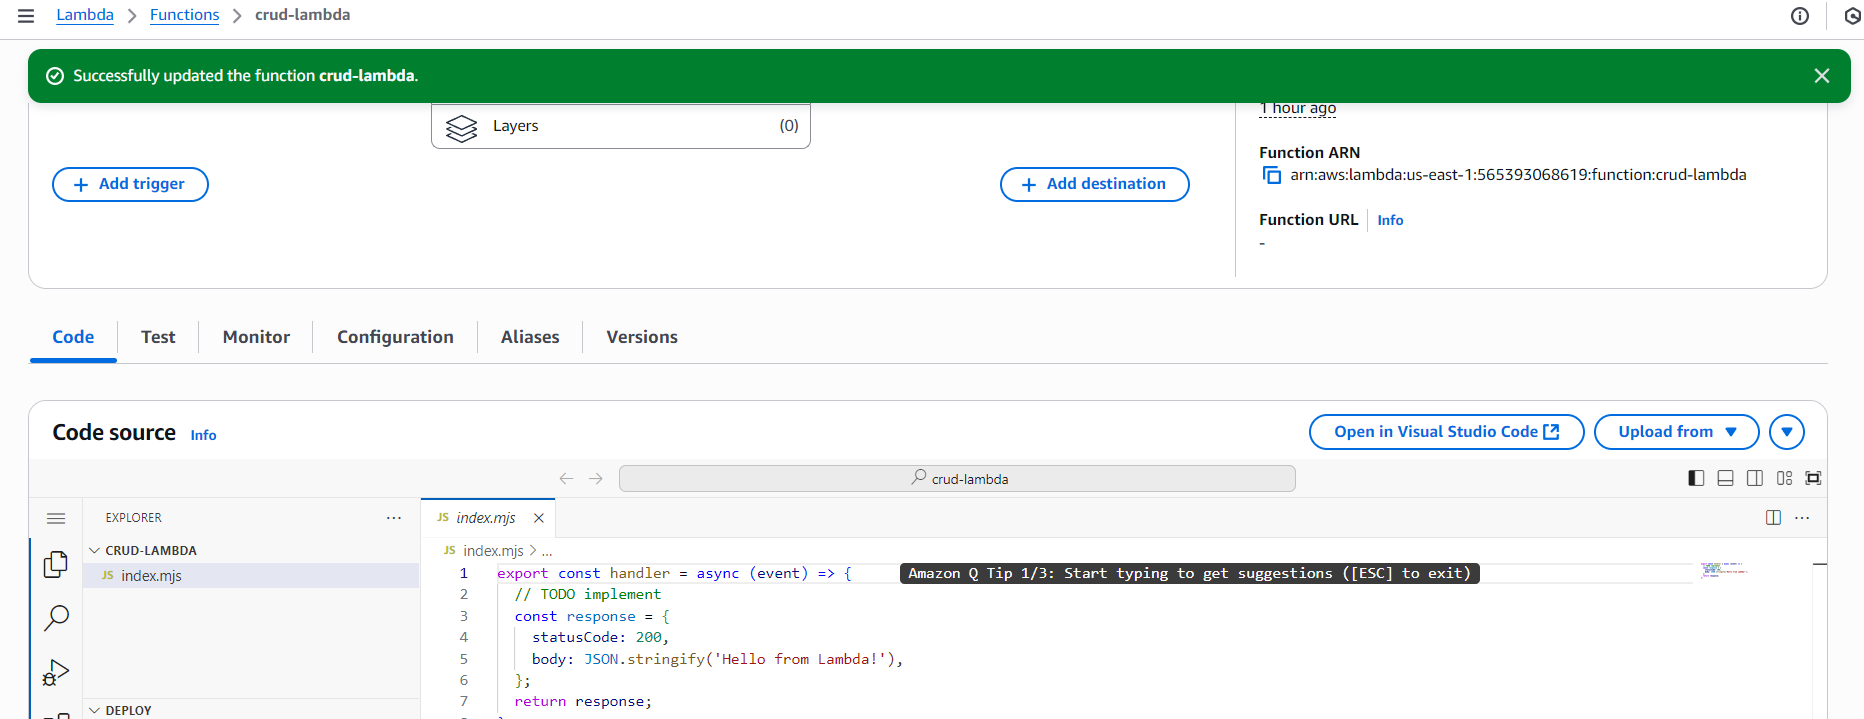 Lambda > Functions > crud-lambda
Successfully updated the function crud-lambda.
1 hour ago
Layers (0)
Function ARN
arn:aws:lambda:us-east-1:565393068619:function:crud-lambda
+ Add trigger
+ Add destination
Function URL Info
-
Code
Test
Monitor
Configuration
Aliases
Versions
Code source Info
Open in Visual Studio Code
Upload from
crud-lambda
EXPLORER ...
JS index.mjs
CRUD-LAMBDA
JS index.mjs > ...
JS index.mjs
1 export const handler = async (event) => { Amazon Q Tip 1/3: Start typing to get suggestions ([ESC] to exit)
2 // TODO implement
3 const response = {
4 statusCode: 200,
5 body: JSON.stringify('Hello from Lambda!'),
6 };
7 return response;
DEPLOY